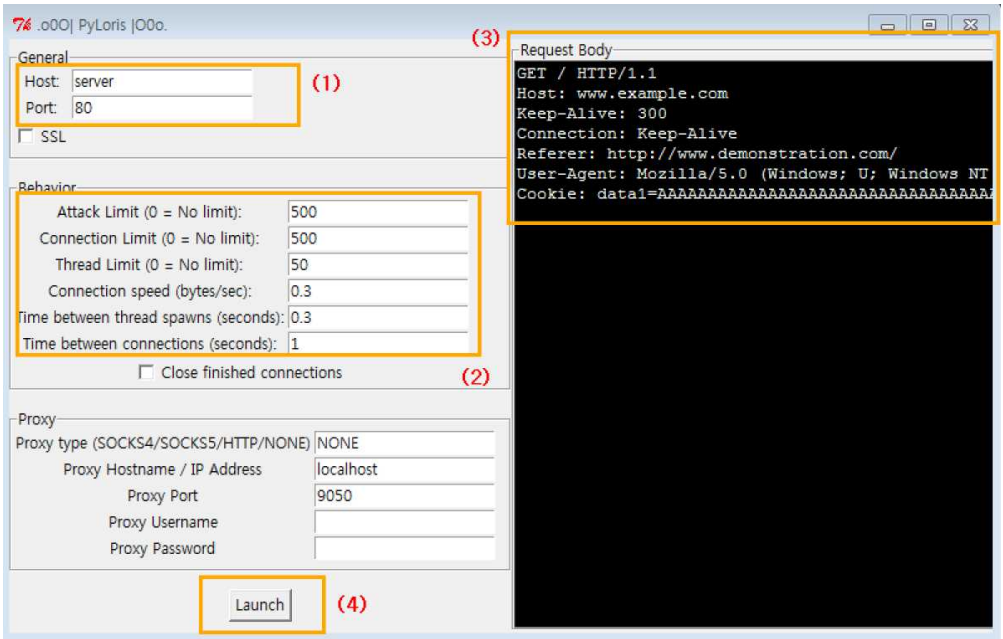 .o0O| PyLoris |O0o.
(3)
General
Host: server
Port: 80
(1)
SSL
Behavior
Attack Limit (0 = No limit): 500
Connection Limit (0 = No limit): 500
Thread Limit (0 = No limit): 50
Connection speed (bytes/sec): 0.3
Time between thread spawns (seconds): 0.3
Time between connections (seconds): 1
Close finished connections
(2)
Proxy
Proxy type (SOCKS4/SOCKS5/HTTP/NONE) NONE
Proxy Hostname / IP Address localhost
Proxy Port 9050
Proxy Username
Proxy Password
Launch
(4)
Request Body
GET / HTTP/1.1
Host: www.example.com
Keep-Alive: 300
Connection: Keep-Alive
Referer: http://www.demonstration.com/
User-Agent: Mozilla/5.0 (Windows; U; Windows NT
Cookie: data1=AAAAAAAAAAAAAAAAAAAAAAAAAAAAAAAAAA